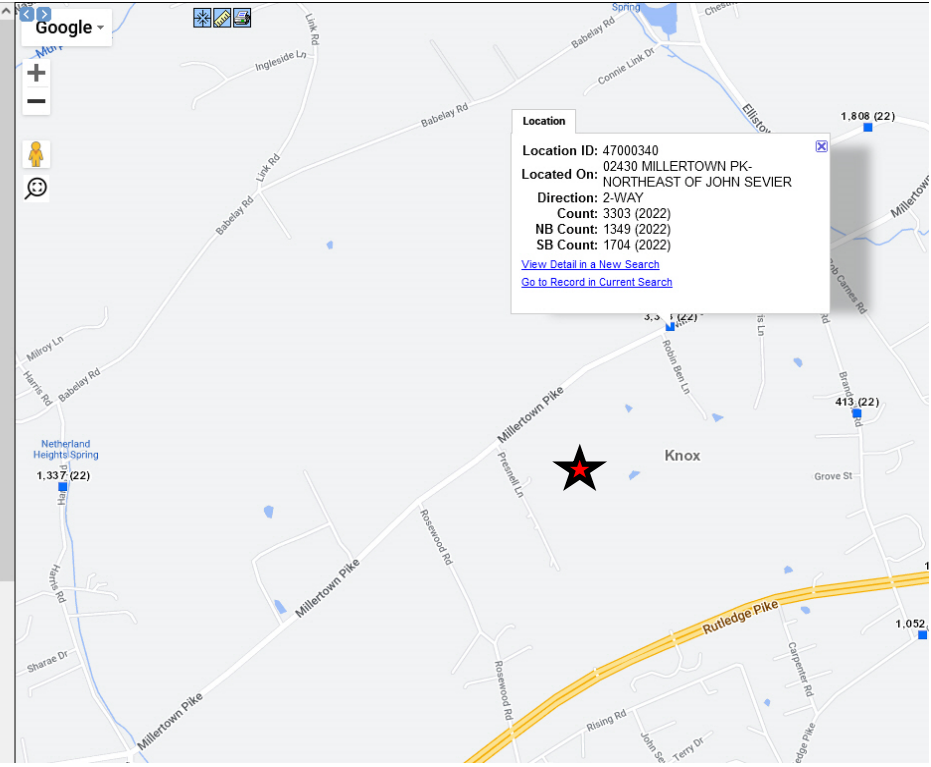 Google
Link Rd
Ingleside Ln
Spring
Babelay Rd
Connie Link Dr
Babelay Rd
1,808 (22)
Location
Location ID: 47000340
Located On: 02430 MILLERTOWN PK-
NORTHEAST OF JOHN SEVIER
Direction: 2-WAY
Count: 3303 (2022)
NB Count: 1349 (2022)
SB Count: 1704 (2022)
View Detail in a New Search
Go to Record in Current Search
Link Rd
Babelay Rd
Millertown
Milroy Ln
Harris Rd
Babelay Rd
Robin Ben Ln
413 (22)
Millertown Pike
Netherland
Heights Spring
1,337 (22)
Knox
Presnell Ln
Grove St
Rosewood Rd
Millertown Pike
Harris Rd
Rutledge Pike
1,052
Sharae Dr
Carpenter Rd
Rosewood Rd
Millertown Pike
Rising Rd
Terry Dr